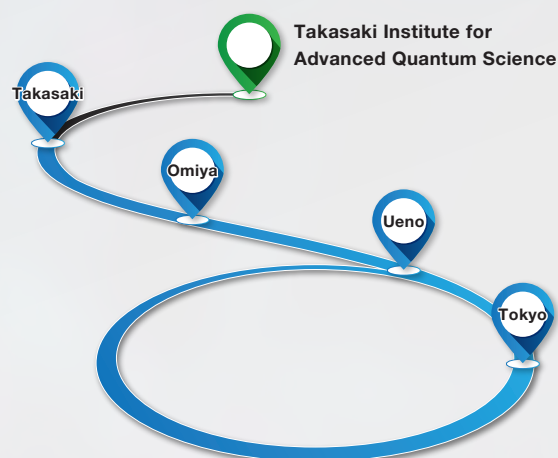 Takasaki Institute for
Advanced Quantum Science
Takasaki
Omiya
Ueno
Tokyo